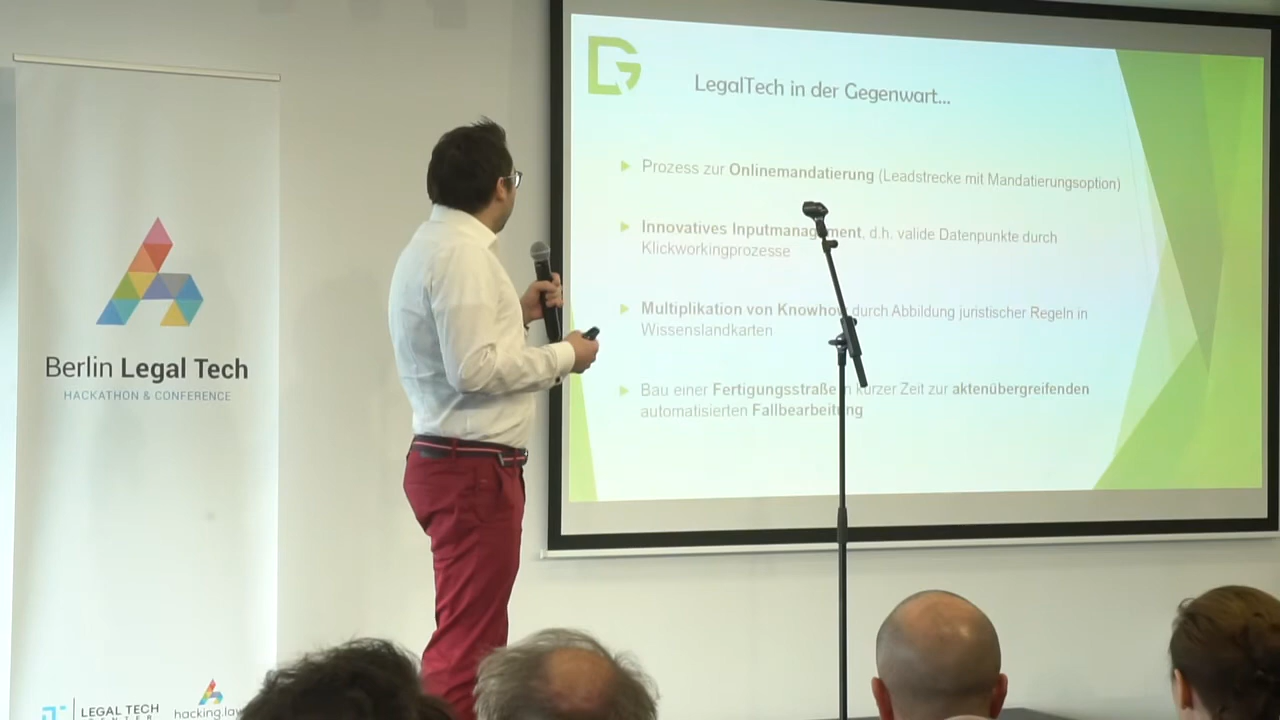 Berlin Legal Tech
HACKATHON & CONFERENCE
LEGAL TECH
hacking.law
LegalTech in der Gegenwart...
Prozess zur Onlinemandatierung (Leadstrecke mit Mandatierungsoption)
Innovatives Inputmanagement, d.h. valide Datenpunkte durch
Klickworkingprozesse
Multiplikation von Knowhow durch Abbildung juristischer Regeln in
Wissenslandkarten
Bau einer Fertigungsstraße in kurzer Zeit zur aktenübergreifenden
automatisierten Fallbearbeitung